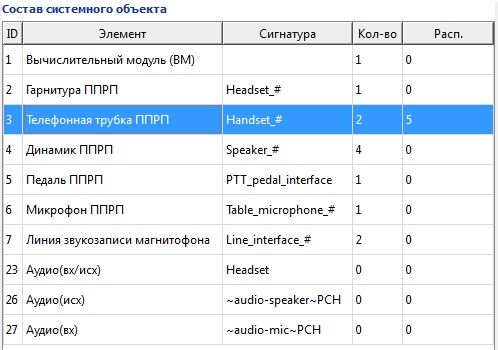 Состав системного объекта
ID Элемент Сигнатура Кол-во Расп.
1 Вычислительный модуль (ВМ) 1 0
2 Гарнитура ППРП Headset_# 1 0
3 Телефонная трубка ППРП Handset_# 2 5
4 Динамик ППРП Speaker_# 4 0
5 Педаль ППРП PTT_pedal_interface 1 0
6 Микрофон ППРП Table_microphone_# 1 0
7 Линия звукозаписи магнитофона Line_interface_# 2 0
23 Аудио(вх/исх) Headset 0 0
26 Аудио(исх) ~audio-speaker~PCH 0 0
27 Аудио(вх) ~audio-mic~PCH 0 0